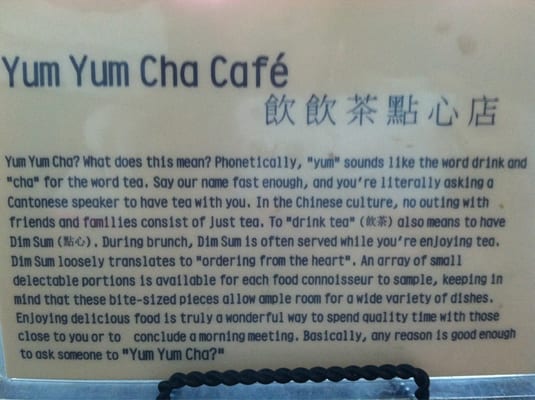 Yum Yum Cha Café
飲飲茶點心店
Yum Yum Cha? What does this mean? Phonetically, "yum" sounds like the word drink and
"cha" for the word tea. Say our name fast enough, and you're literally asking a
Cantonese speaker to have tea with you. In the Chinese culture, no outing with
friends and families consist of just tea. To "drink tea" (飲茶) also means to have
Dim Sum (點心). During brunch, Dim Sum is often served while you're enjoying tea.
Dim Sum loosely translates to "ordering from the heart". An array of small
delectable portions is available for each food connoisseur to sample, keeping in
mind that these bite-sized pieces allow ample room for a wide variety of dishes.
Enjoying delicious food is truly a wonderful way to spend quality time with those
close to you or to conclude a morning meeting. Basically, any reason is good enough
to ask someone to "Yum Yum Cha?"